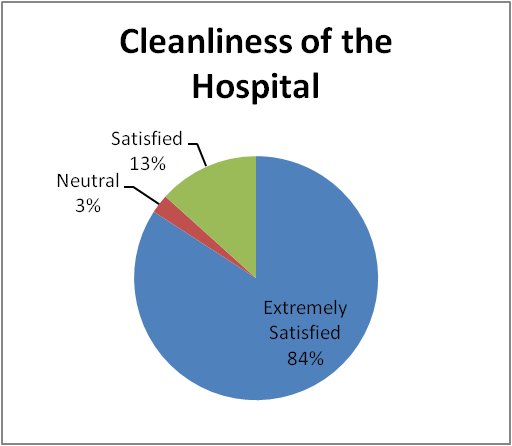 Cleanliness of the
Hospital
Satisfied
13%
Neutral
3%
Extremely
Satisfied
84%